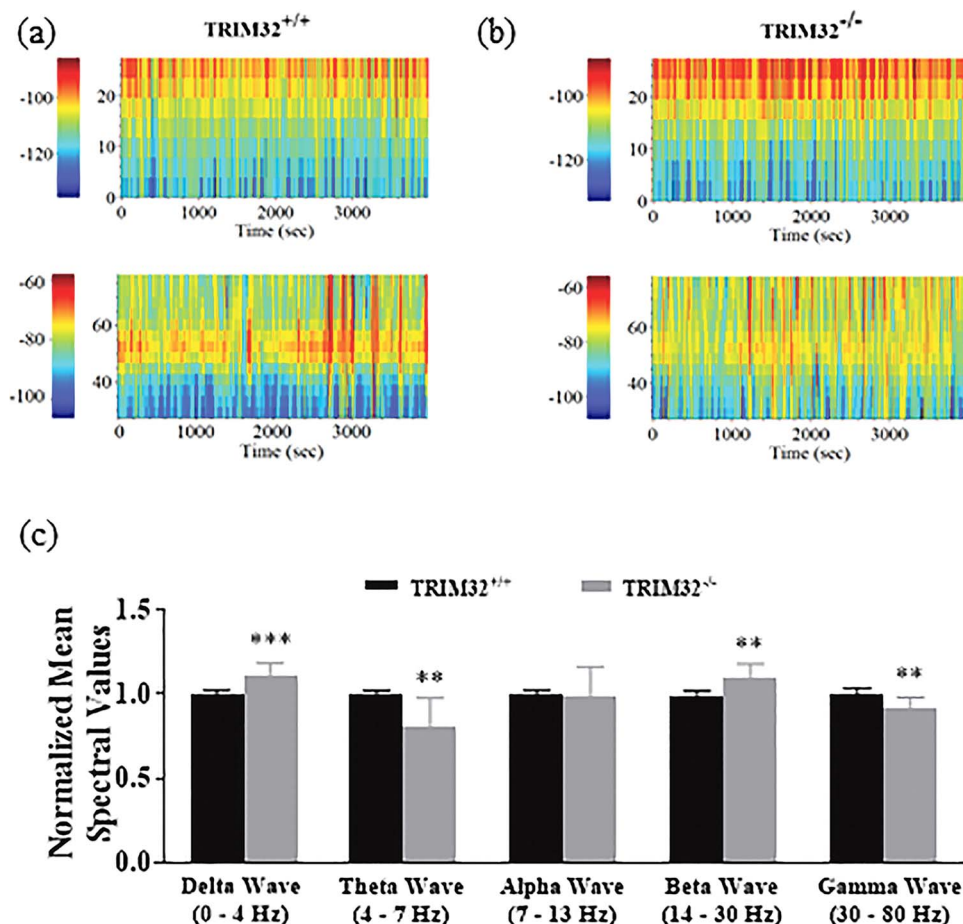 (a)
TRIM32+/+
-100
-120
20
10
0
0 1000 2000 3000
Time (sec)
-60
-80
-100
60
40
0 1000 2000 3000
Time (sec)
(b)
TRIM32-/-
-100
-120
20
10
0
0 1000 2000 3000
Time (sec)
-60
-80
-100
60
40
0 1000 2000 3000
Time (sec)
(c)
TRIM32+/+ TRIM32-/-
Normalized Mean
Spectral Values
1.5
1.0
0.5
0.0
*** ** ** **
Delta Wave Theta Wave Alpha Wave Beta Wave Gamma Wave
(0 - 4 Hz) (4 - 7 Hz) (7 - 13 Hz) (14 - 30 Hz) (30 - 80 Hz)